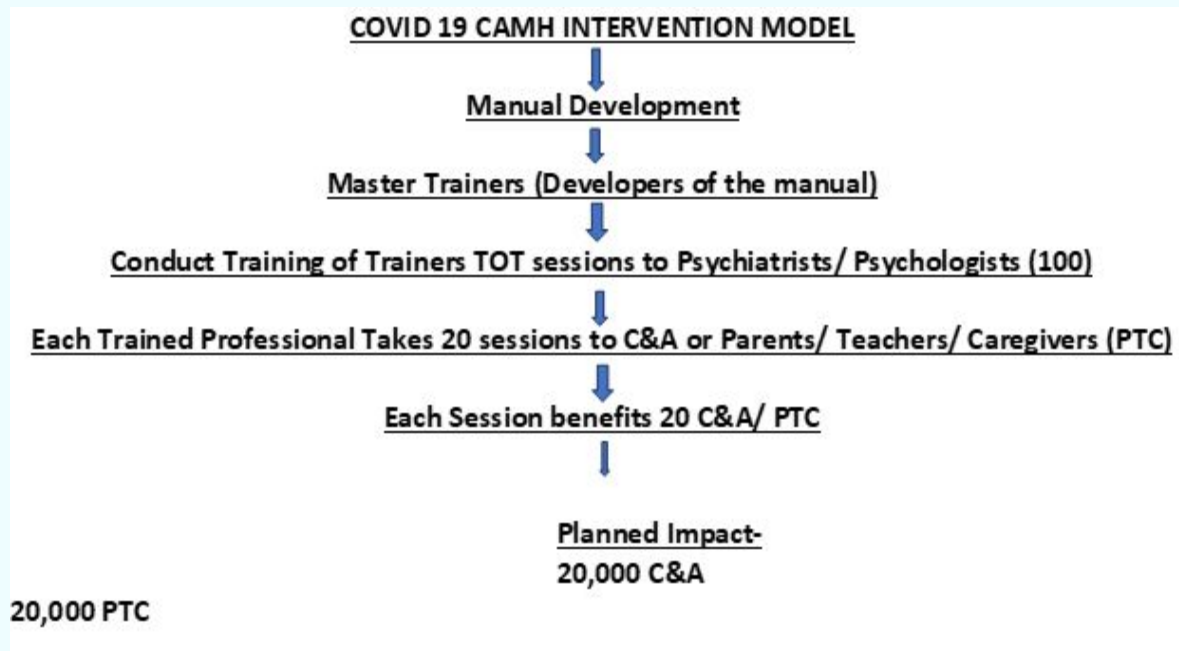 COVID 19 CAMH INTERVENTION MODEL
Manual Development
Master Trainers (Developers of the manual)
Conduct Training of Trainers TOT sessions to Psychiatrists/ Psychologists (100)
Each Trained Professional Takes 20 sessions to C&A or Parents/ Teachers/ Caregivers (PTC)
Each Session benefits 20 C&A/ PTC
Planned Impact-
20,000 C&A
20,000 PTC